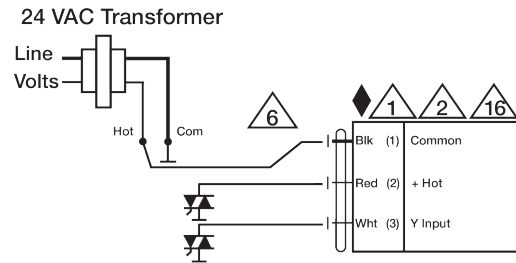 24 VAC Transformer
Line
Volts
Hot
Com
6
1
2
16
Blk (1) Common
Red (2) + Hot
Wht (3) Y Input